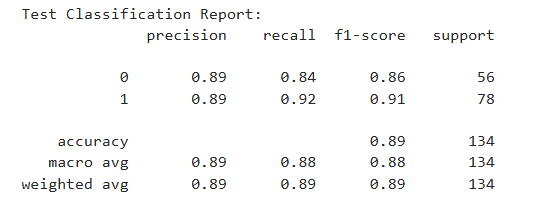 Test Classification Report:
precision recall f1-score support
0 0.89 0.84 0.86 56
1 0.89 0.92 0.91 78
accuracy 0.89 134
macro avg 0.89 0.88 0.88 134
weighted avg 0.89 0.89 0.89 134